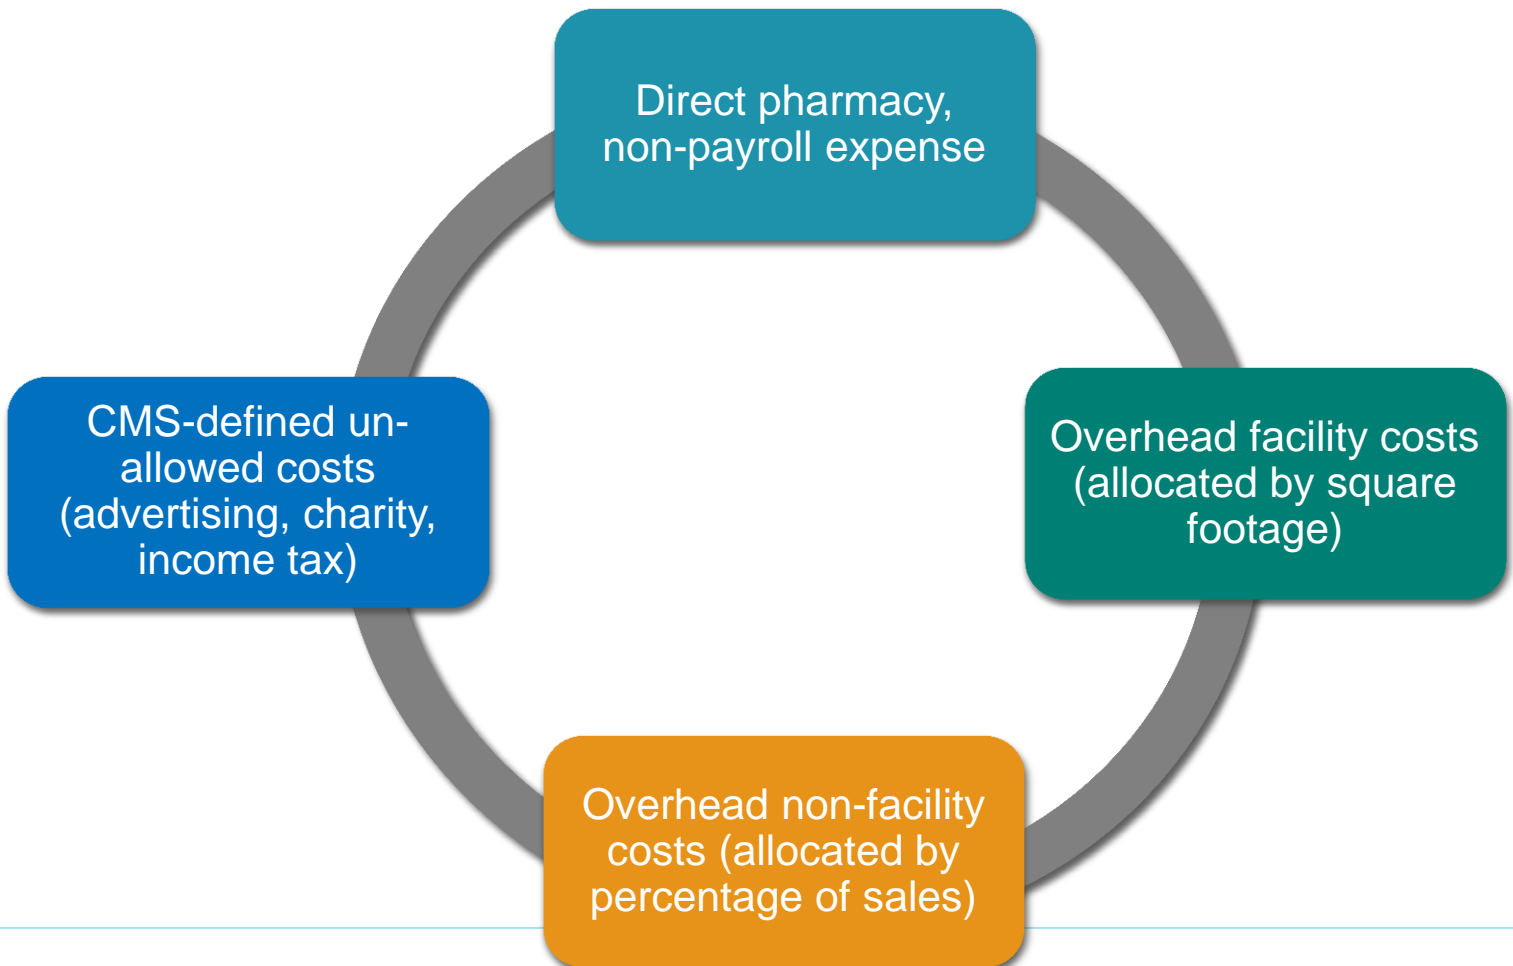 Direct pharmacy,
non-payroll expense
Overhead facility costs
(allocated by square
footage)
Overhead non-facility
costs (allocated by
percentage of sales)
CMS-defined un-
allowed costs
(advertising, charity,
income tax)